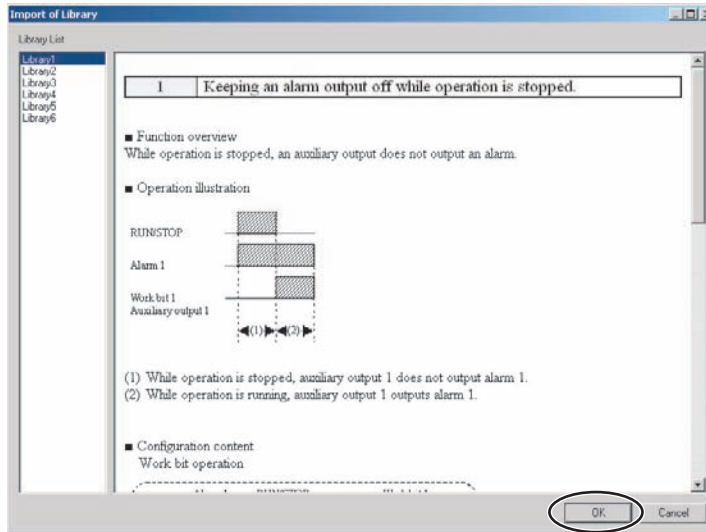 Import of Library
Library List
Library1
Library2
Library3
Library4
Library5
Library6
1 Keeping an alarm output off while operation is stopped.
■ Function overview
While operation is stopped, an auxiliary output does not output an alarm.
■ Operation illustration
RUN/STOP
Alarm 1
Work bit 1
Auxiliary output 1
(1) (2)
(1) While operation is stopped, auxiliary output 1 does not output alarm 1.
(2) While operation is running, auxiliary output 1 outputs alarm 1.
■ Configuration content
Work bit operation
OK Cancel